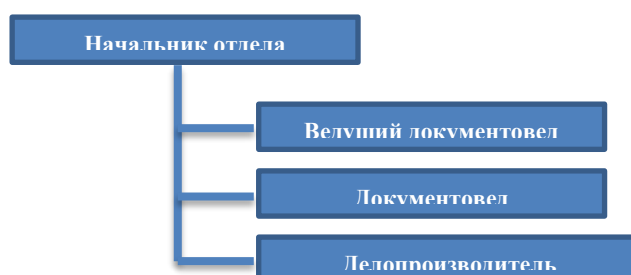 Начальник отдела
Ведущий документовед
Документовед
Делопроизводитель